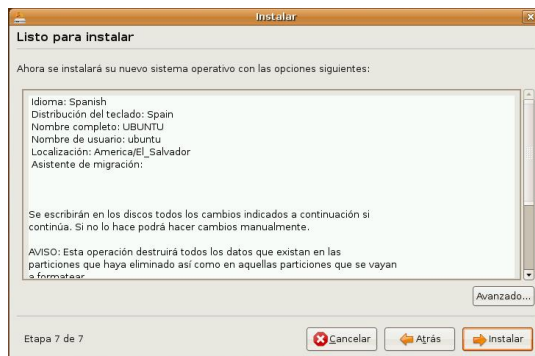 Instalar
Listo para instalar
Ahora se instalará su nuevo sistema operativo con las opciones siguientes:
Idioma: Spanish
Distribución del teclado: Spain
Nombre completo: UBUNTU
Nombre de usuario: ubuntu
Localización: America/El_Salvador
Asistente de migración:
Se escribirán en los discos todos los cambios indicados a continuación si
continúa. Si no lo hace podrá hacer cambios manualmente.
AVISO: Esta operación destruirá todos los datos que existan en las
particiones que haya eliminado así como en aquellas particiones que se vayan
a formatear
Avanzado...
Etapa 7 de 7
Cancelar
Atrás
Instalar